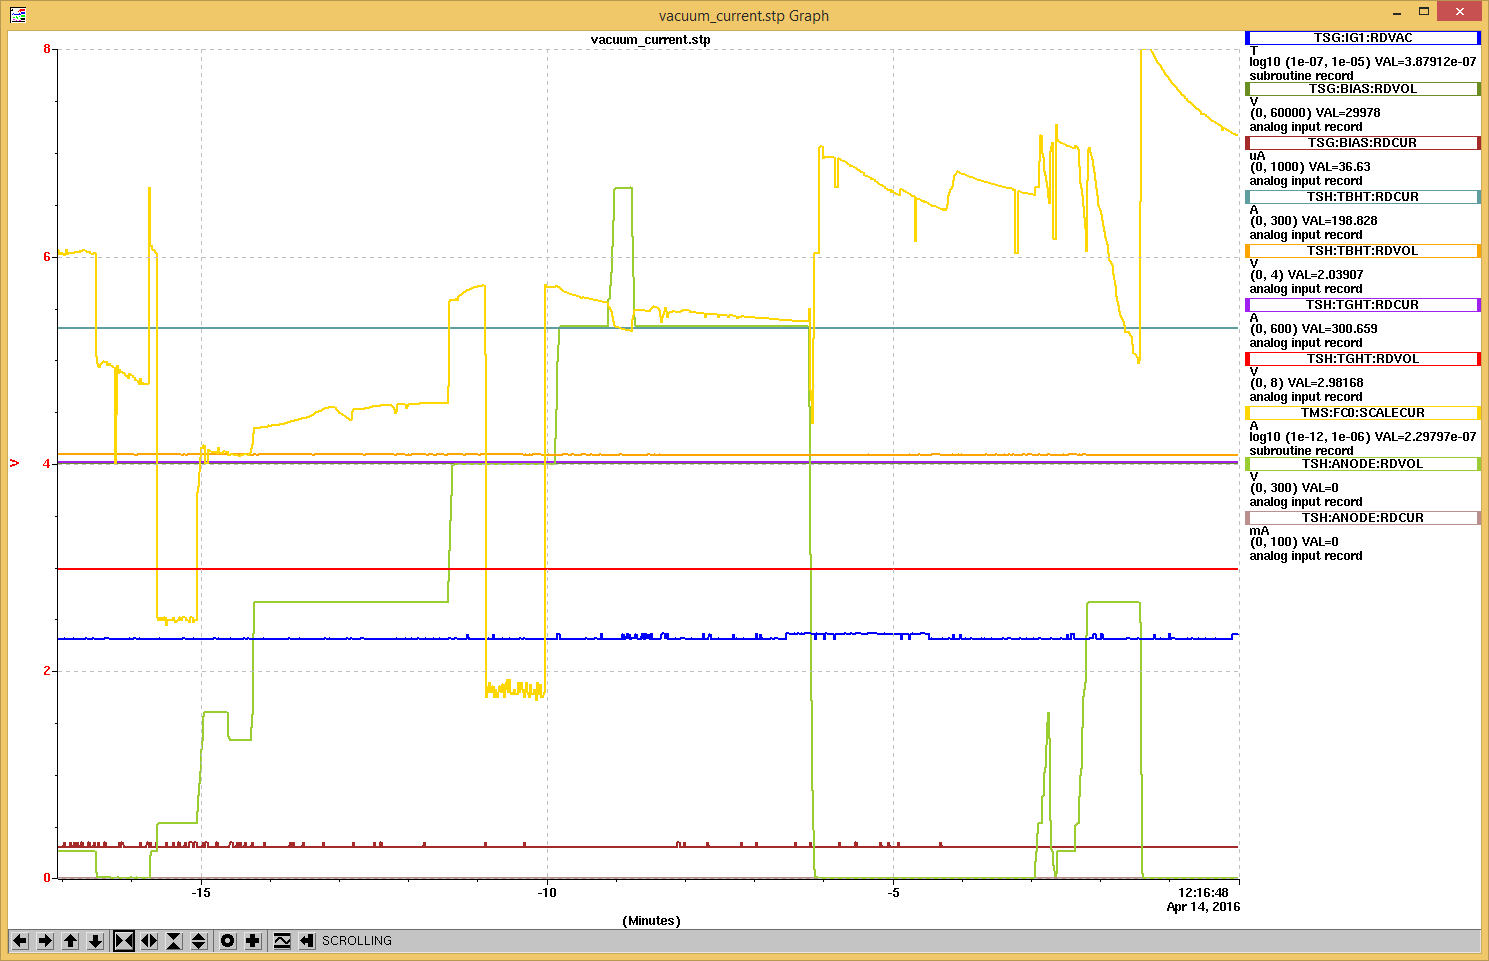 vacuum_current.stp Graph
vacuum_current.stp
8
6
4
2
0
V
-15
-10
-5
12:16:48
Apr 14, 2016
(Minutes)
TSG:IG1:RDVAC
T
log10 (1e-07, 1e-05) VAL=3.87912e-07
subroutine record
TSG:BIAS:RDVOL
V
(0, 60000) VAL=29978
analog input record
TSG:BIAS:RDCUR
uA
(0, 1000) VAL=36.63
analog input record
TSH:TBHT:RDCUR
A
(0, 300) VAL=198.828
analog input record
TSH:TBHT:RDVOL
V
(0, 4) VAL=2.03907
analog input record
TSH:TGHT:RDCUR
A
(0, 600) VAL=300.659
analog input record
TSH:TGHT:RDVOL
V
(0, 8) VAL=2.98168
analog input record
TMS:FC0:SCALECUR
A
log10 (1e-12, 1e-06) VAL=2.29797e-07
subroutine record
TSH:ANODE:RDVOL
V
(0, 300) VAL=0
analog input record
TSH:ANODE:RDCUR
mA
(0, 100) VAL=0
analog input record
SCROLLING